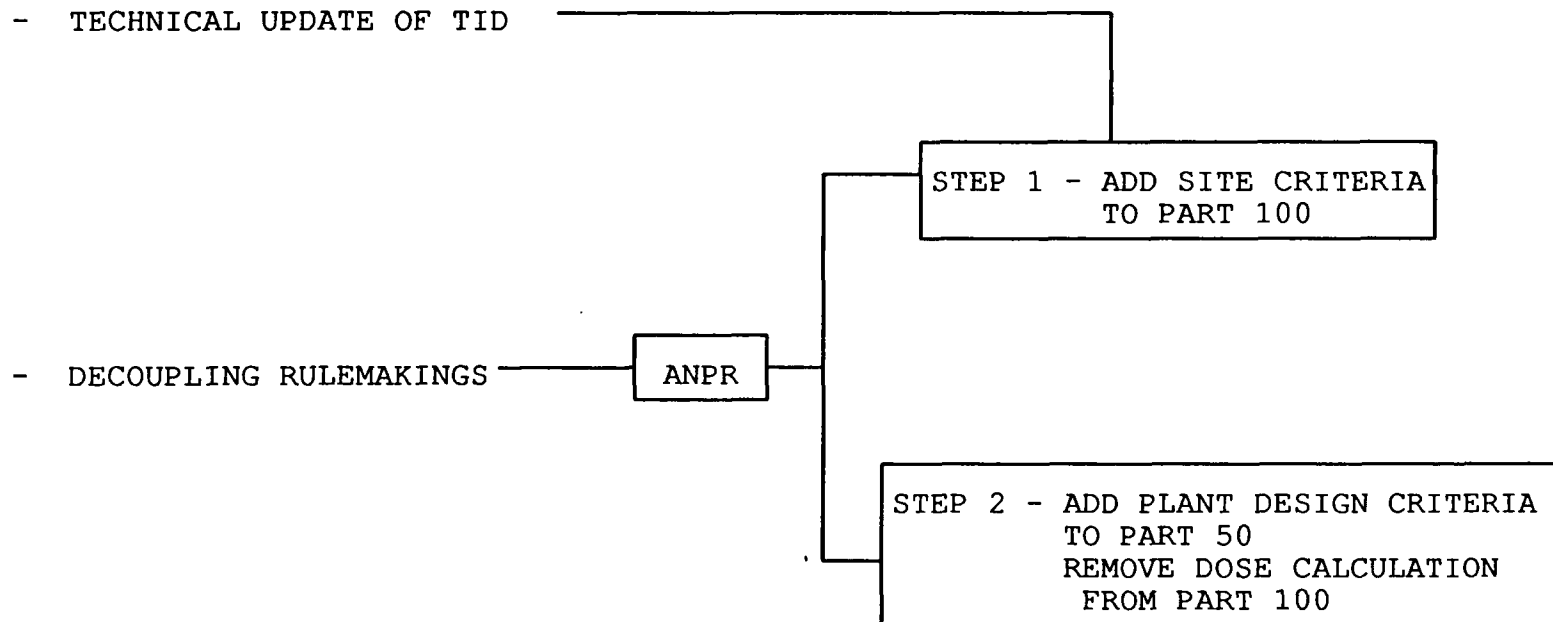 - TECHNICAL UPDATE OF TID
STEP 1 - ADD SITE CRITERIA
TO PART 100
- DECOUPLING RULEMAKINGS
ANPR
STEP 2 - ADD PLANT DESIGN CRITERIA
TO PART 50
REMOVE DOSE CALCULATION
FROM PART 100